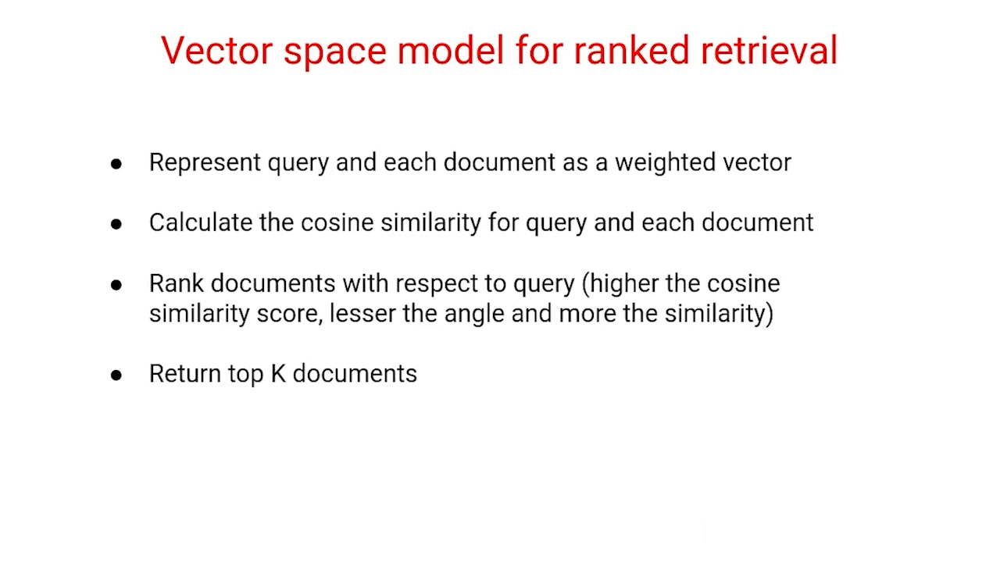 Vector space model for ranked retrieval
● Represent query and each document as a weighted vector
● Calculate the cosine similarity for query and each document
● Rank documents with respect to query (higher the cosine
similarity score, lesser the angle and more the similarity)
● Return top K documents